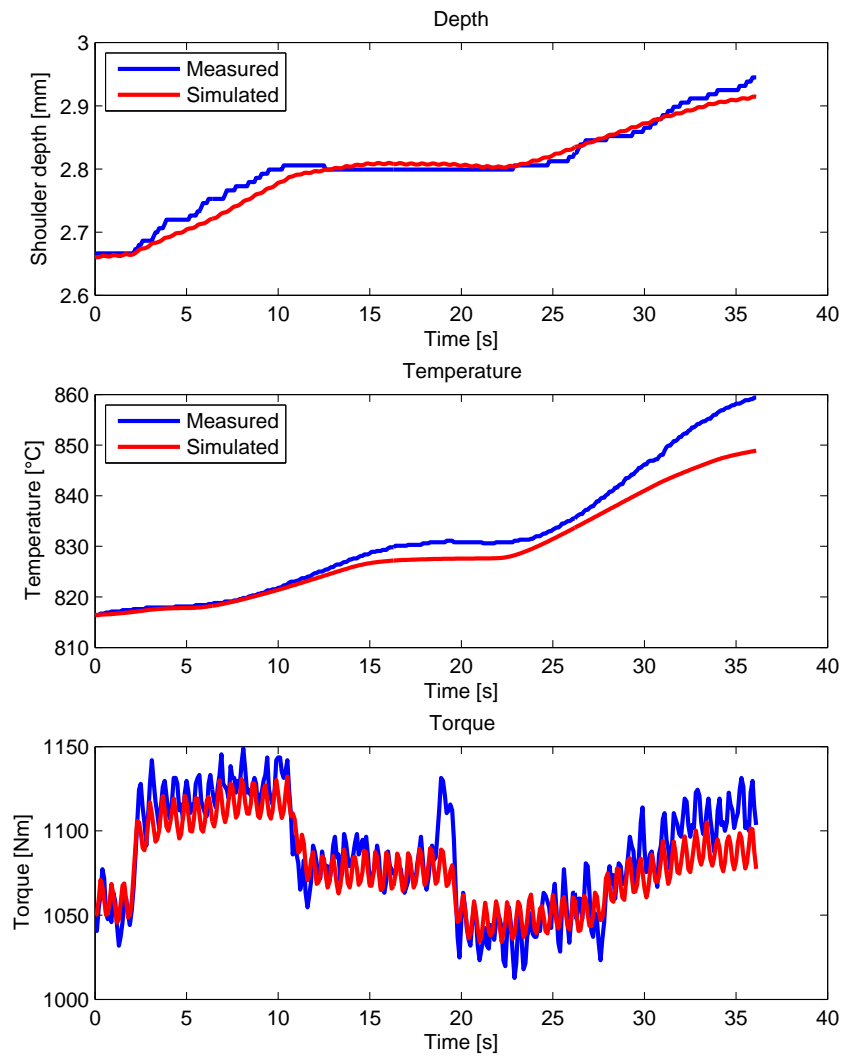 Depth
3
2.9
2.8
2.7
2.6
Shoulder depth [mm]
Measured
Simulated
0 5 10 15 20 25 30 35 40
Time [s]
Temperature
860
850
840
830
820
810
Temperature [°C]
Measured
Simulated
0 5 10 15 20 25 30 35 40
Time [s]
Torque
1150
1100
1050
1000
Torque [Nm]
0 5 10 15 20 25 30 35 40
Time [s]